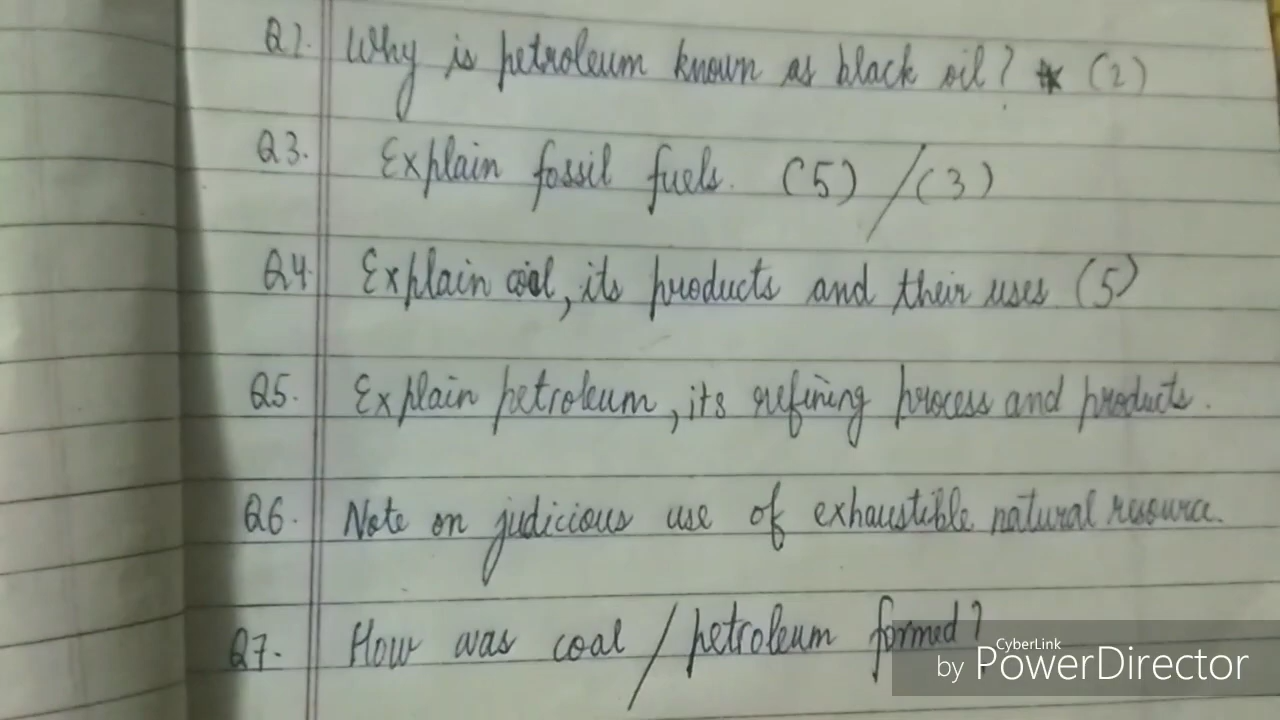 Q2. Why is petroleum known as black oil? (2)
Q3. Explain fossil fuels. (5) / (3)
Q4. Explain coal, its products and their uses (5)
Q5. Explain petroleum, its refining process and products.
Q6. Note on judicious use of exhaustible natural resource.
Q7. How was coal / petroleum formed?
CyberLink
by PowerDirector